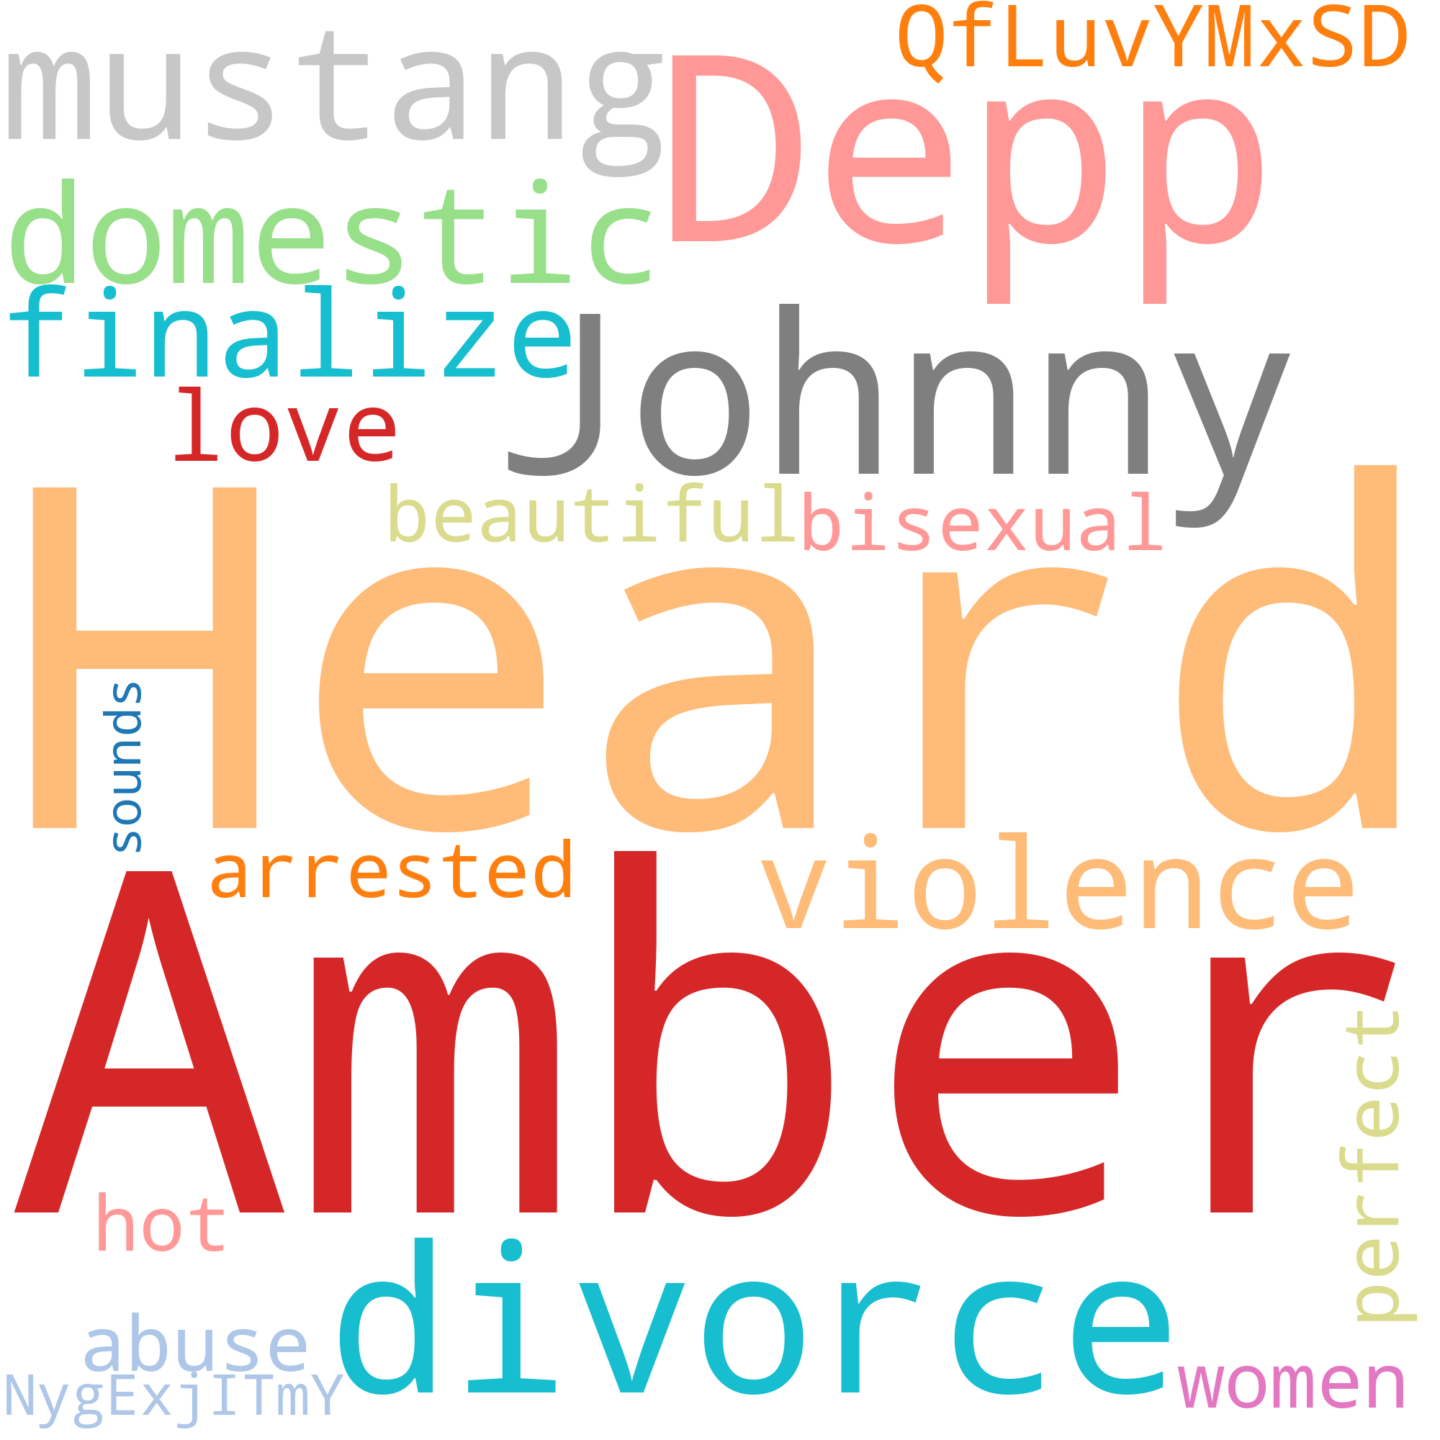 QfLuvYMxSD
mustang
Depp
domestic
finalize
Johnny
love
beautiful
bisexual
Heard
sounds
arrested
violence
Amber
perfect
hot
divorce
abuse
women
NygExjITmY